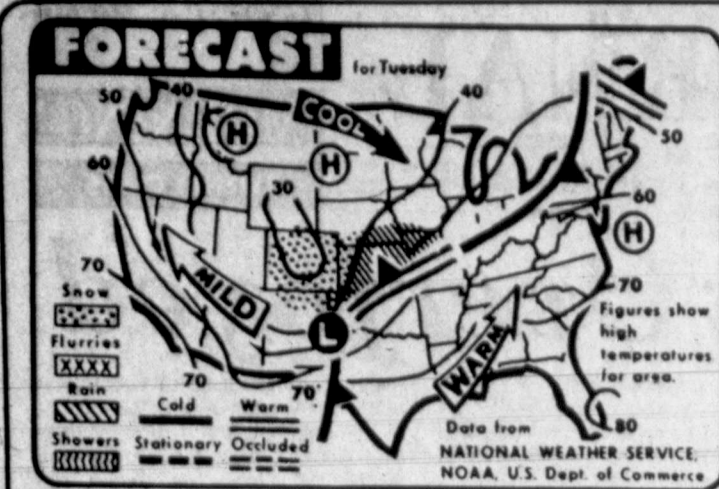 FORECAST
for Tuesday
50 40
COOL
40
H
H
50
60
30
60
H
70
MILD
70
Snow
Flurries
XXXX
Rain
Showers
L
WARM
Figures show
high
temperatures
for area.
70
70
80
Cold
Warm
Stationary
Occluded
Data from
NATIONAL WEATHER SERVICE,
NOAA, U.S. Dept. of Commerce